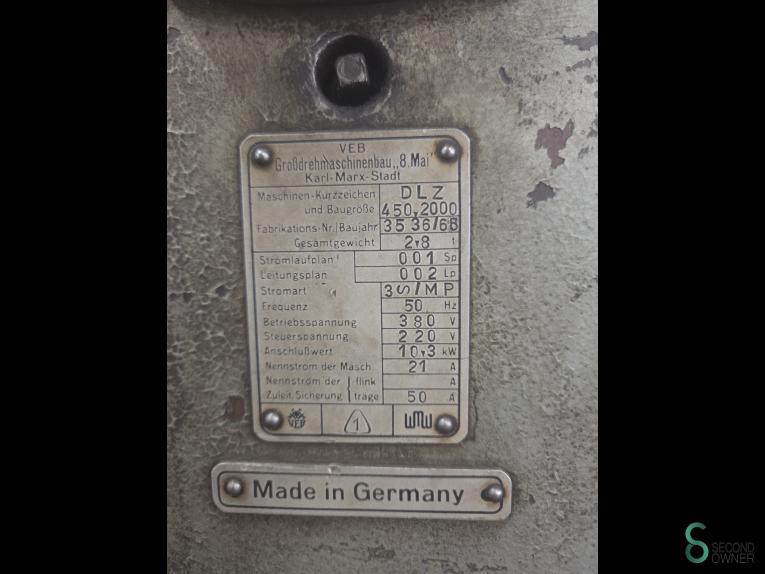 VEB
Großdrehmaschinenbau „8. Mai"
Karl-Marx-Stadt
Maschinen-Kurzzeichen DLZ
und Baugröße 450,2000
Fabrikations-Nr./Baujahr 3536/68
Gesamtgewicht 2,8 t
Stromlaufplan 001 Sp
Leitungsplan 002 Lp
Stromart 3∽/MP
Frequenz 50 Hz
Betriebsspannung 380 V
Steuerspannung 220 V
Anschlußwert 10,3 kW
Nennstrom der Masch. 21 A
Nennstrom der flink A
Zuleit. Sicherung träge 50 A
VEB 1 WMW
Made in Germany
SECOND
OWNER